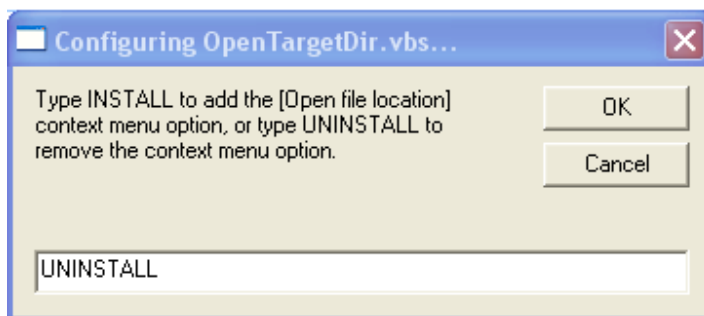 Configuring OpenTargetDir.vbs...
Type INSTALL to add the [Open file location]
context menu option, or type UNINSTALL to
remove the context menu option.
OK
Cancel
UNINSTALL